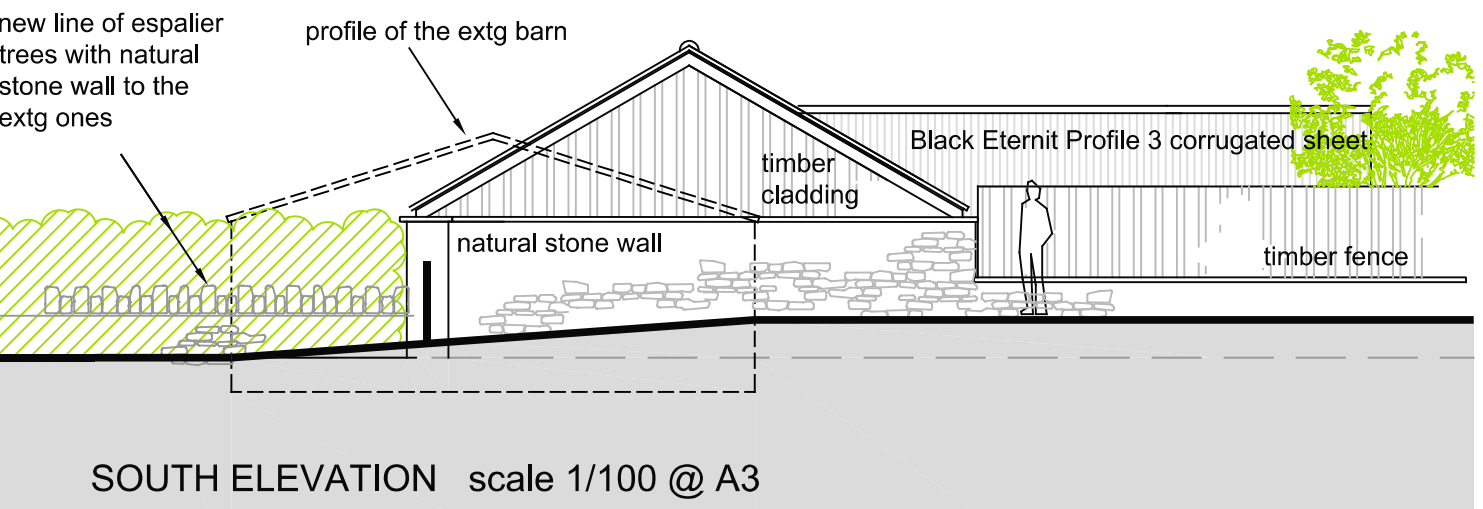 new line of espalier
trees with natural
stone wall to the
extg ones
profile of the extg barn
Black Eternit Profile 3 corrugated sheet
timber
cladding
natural stone wall
timber fence
SOUTH ELEVATION scale 1/100 @ A3